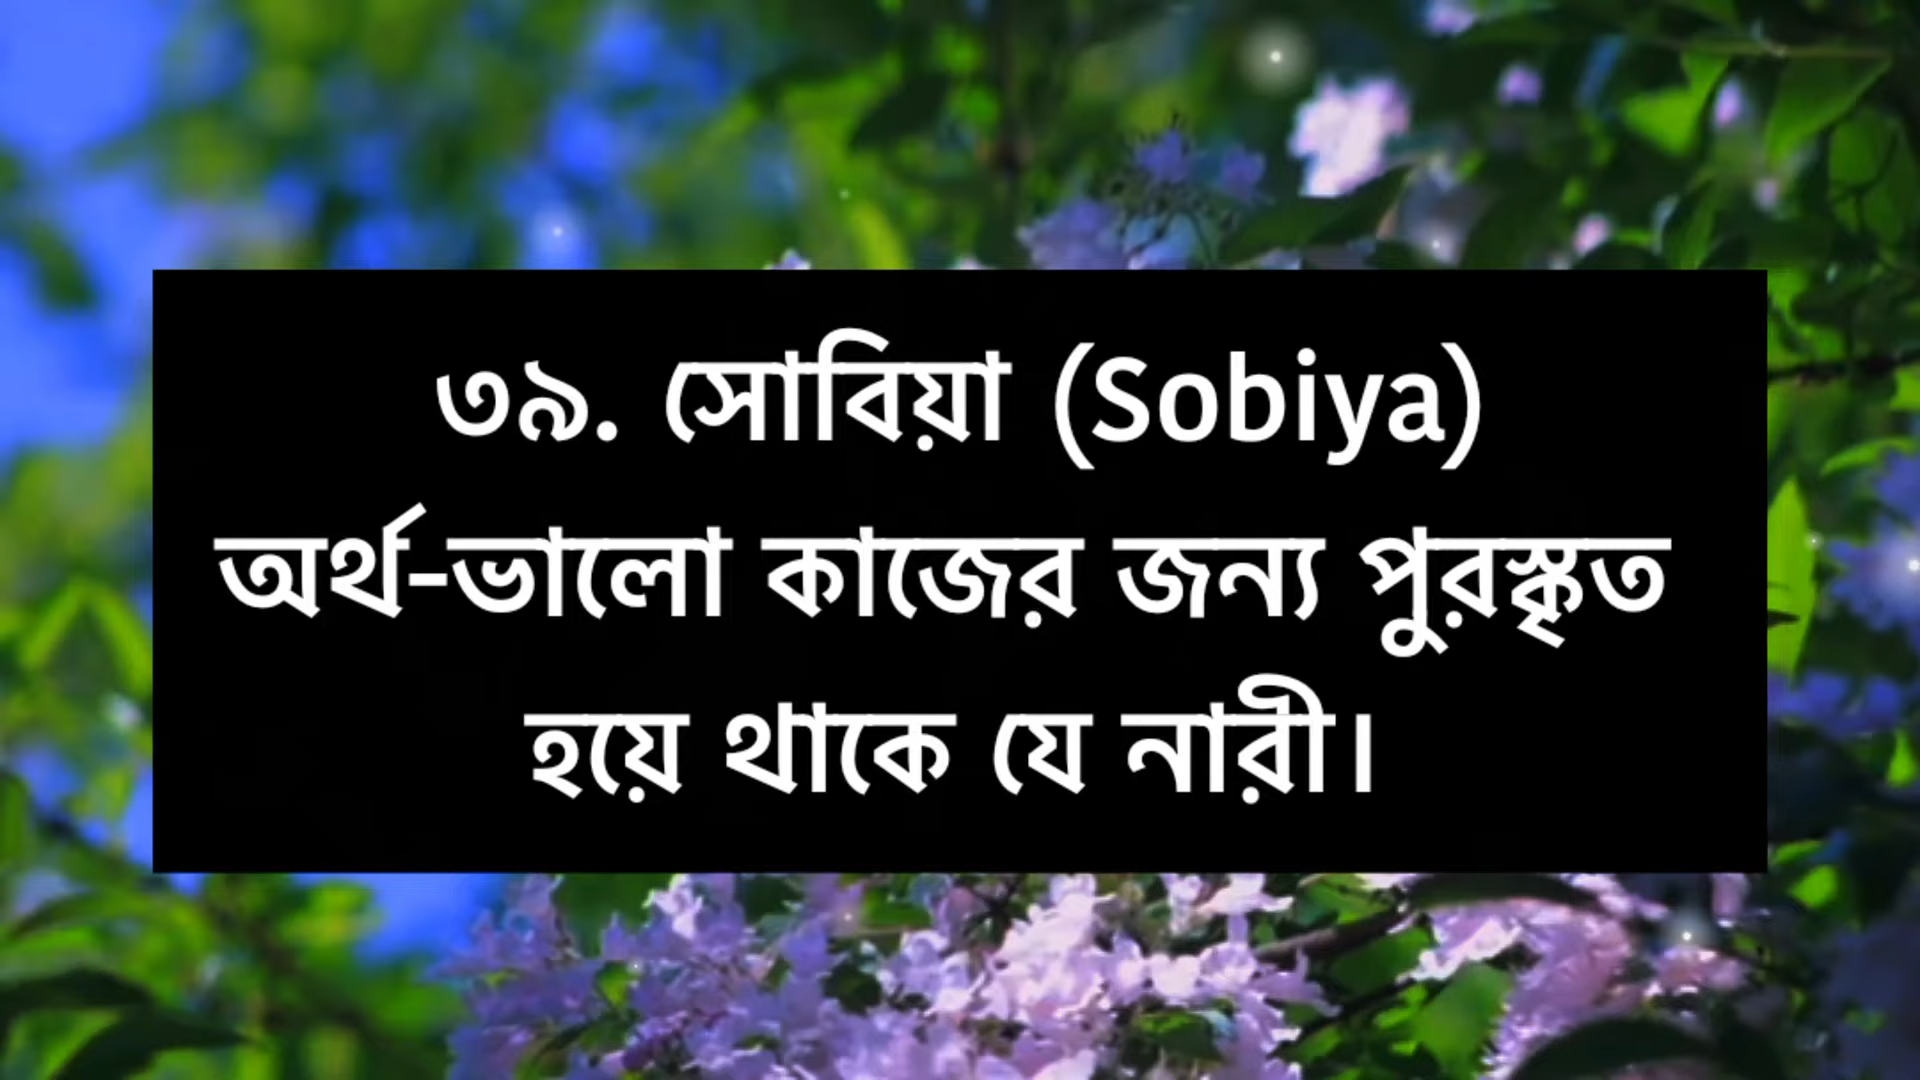 ৩৯. সোবিয়া (Sobiya)
অর্থ-ভালো কাজের জন্য পুরস্কৃত
হয়ে থাকে যে নারী।